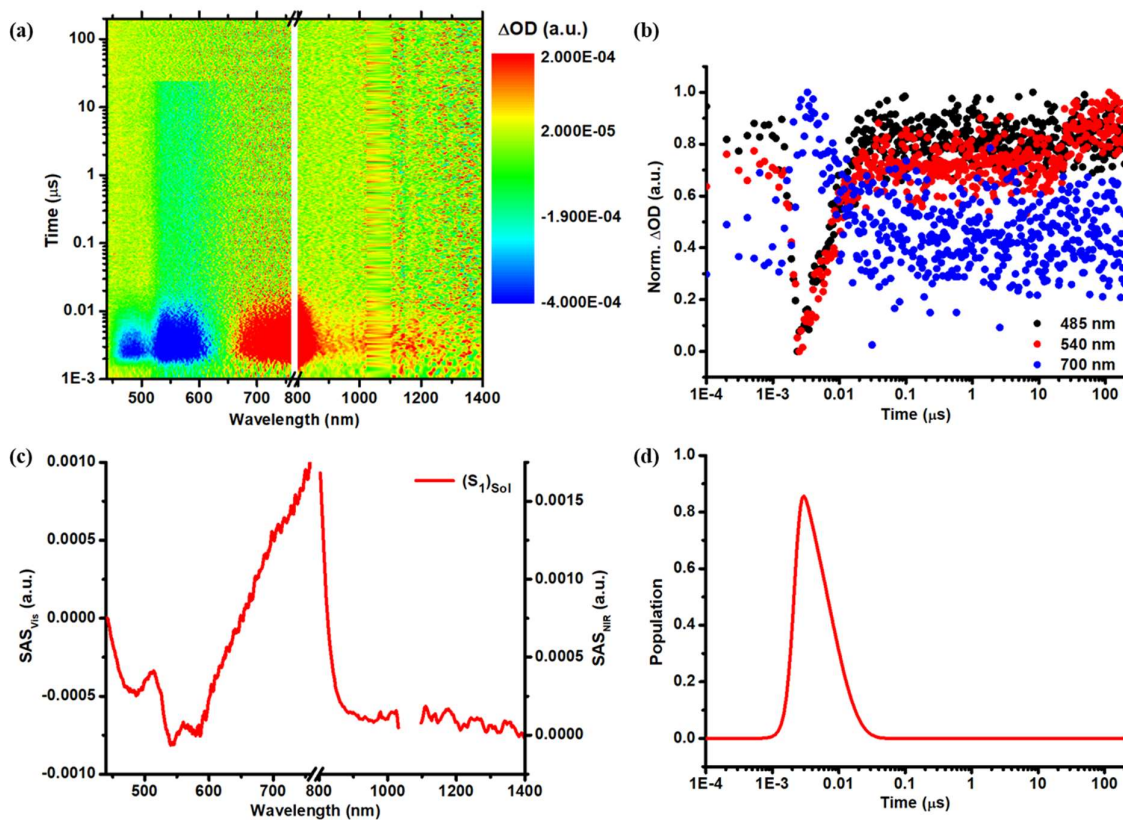 (a)
ΔOD (a.u.)
2.000E-04
2.000E-05
-1.900E-04
-4.000E-04
Time (µs)
100
10
1
0.1
0.01
1E-3
500 600 700 800 900 1000 1100 1200 1400
Wavelength (nm)
(b)
Norm. ΔOD (a.u.)
1.0
0.8
0.6
0.4
0.2
0.0
485 nm
540 nm
700 nm
1E-4 1E-3 0.01 0.1 1 10 100
Time (µs)
(c)
(S1)Sol
SASVis (a.u.)
0.0010
0.0005
0.0000
-0.0005
-0.0010
SASNIR (a.u.)
0.0015
0.0010
0.0005
0.0000
500 600 700 800 900 1000 1200 1400
Wavelength (nm)
(d)
Population
1.0
0.8
0.6
0.4
0.2
0.0
1E-4 1E-3 0.01 0.1 1 10 100
Time (µs)